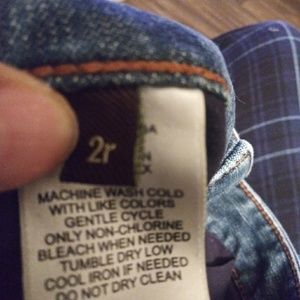 2r
MACHINE WASH COLD
WITH LIKE COLORS
GENTLE CYCLE
ONLY NON-CHLORINE
BLEACH WHEN NEEDED
TUMBLE DRY LOW
COOL IRON IF NEEDED
DO NOT DRY CLEAN